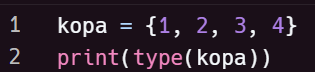 1 kopa = {1, 2, 3, 4}
2 print(type(kopa))